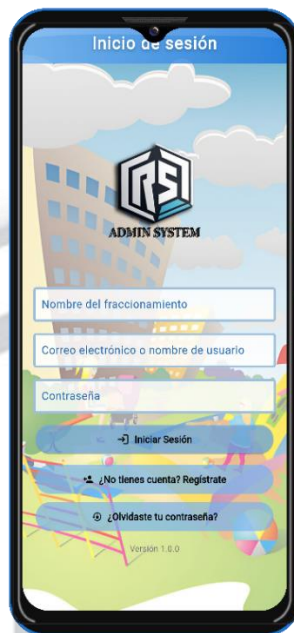 Inicio de sesión
RSI
ADMIN SYSTEM
Nombre del fraccionamiento
Correo electrónico o nombre de usuario
Contraseña
Iniciar Sesión
¿No tienes cuenta? Regístrate
¿Olvidaste tu contraseña?
Versión 1.0.0